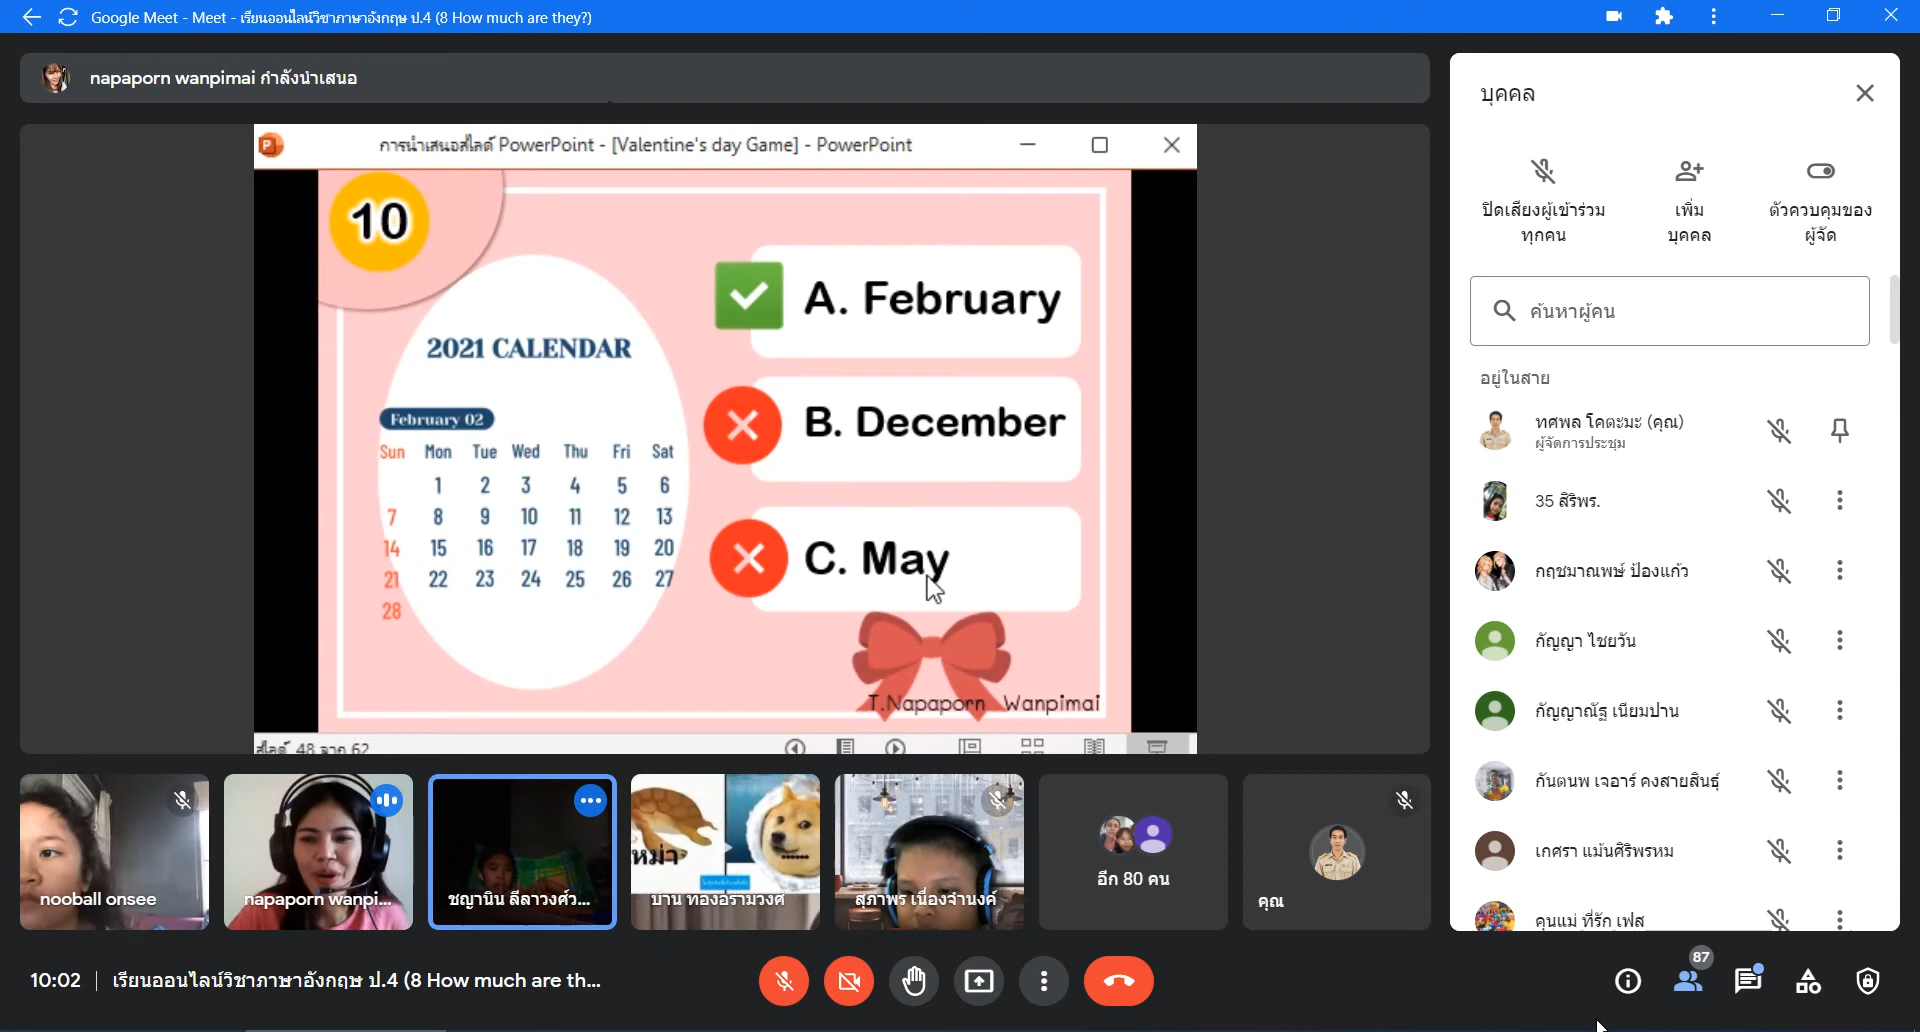 Google Meet - Meet - เรียนออนไลน์วิชาภาษาอังกฤษ ป.4 (8 How much are they?)
napaporn wanpimai กำลังนำเสนอ
การนำเสนอสไลด์ PowerPoint - [Valentine's day Game] - PowerPoint
10
2021 CALENDAR
February 02
Sun Mon Tue Wed Thu Fri Sat
1 2 3 4 5 6
7 8 9 10 11 12 13
14 15 16 17 18 19 20
21 22 23 24 25 26 27
28
A. February
B. December
C. May
T.Napaporn Wanpimai
สไลด์ 48 จาก 62
nooball onsee
napaporn wanpi...
ชญานิน ลีลาวงศ์ว...
หม่า
บ้าน ทองอร่ามวงศ์
สุภาพร เนื่องจำนงค์
อีก 80 คน
คุณ
10:02 | เรียนออนไลน์วิชาภาษาอังกฤษ ป.4 (8 How much are th...
บุคคล
ปิดเสียงผู้เข้าร่วม
ทุกคน
เพิ่ม
บุคคล
ตัวควบคุมของ
ผู้จัด
ค้นหาผู้คน
อยู่ในสาย
ทศพล โคตะมะ (คุณ)
ผู้จัดการประชุม
35 สิริพร.
กฤชมาณพษ์ ป้องแก้ว
กัญญา ไชยวัน
กัญญาณัฐ เนียมปาน
กันตนพ เจอาร์ คงสายสินธุ์
เกศรา แม้นศิริพรหม
คุนแม่ ที่รัก เฟส
87